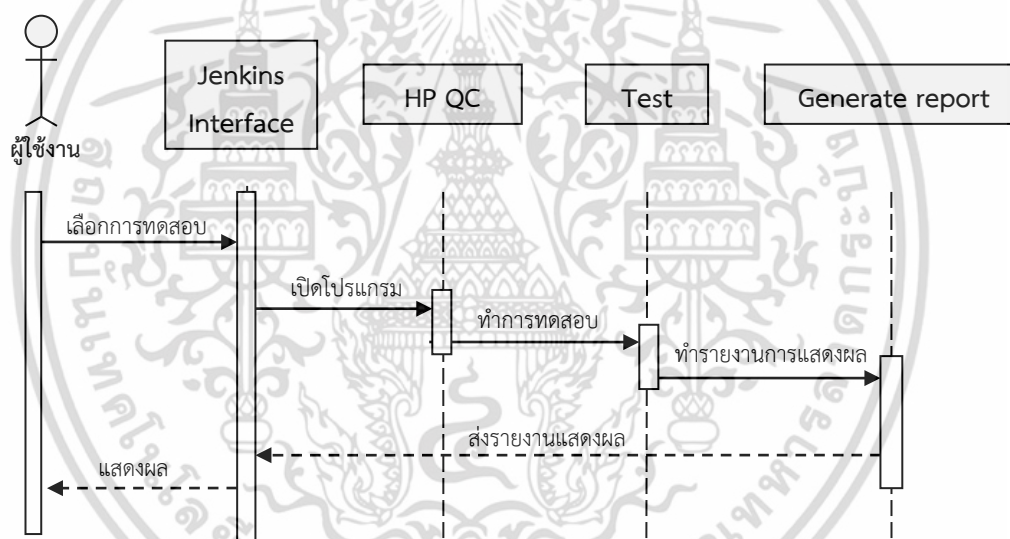 Jenkins
Interface
HP QC
Test
Generate report
ผู้ใช้งาน
เลือกการทดสอบ
เปิดโปรแกรม
ทำการทดสอบ
ทำรายงานการแสดงผล
ส่งรายงานแสดงผล
แสดงผล